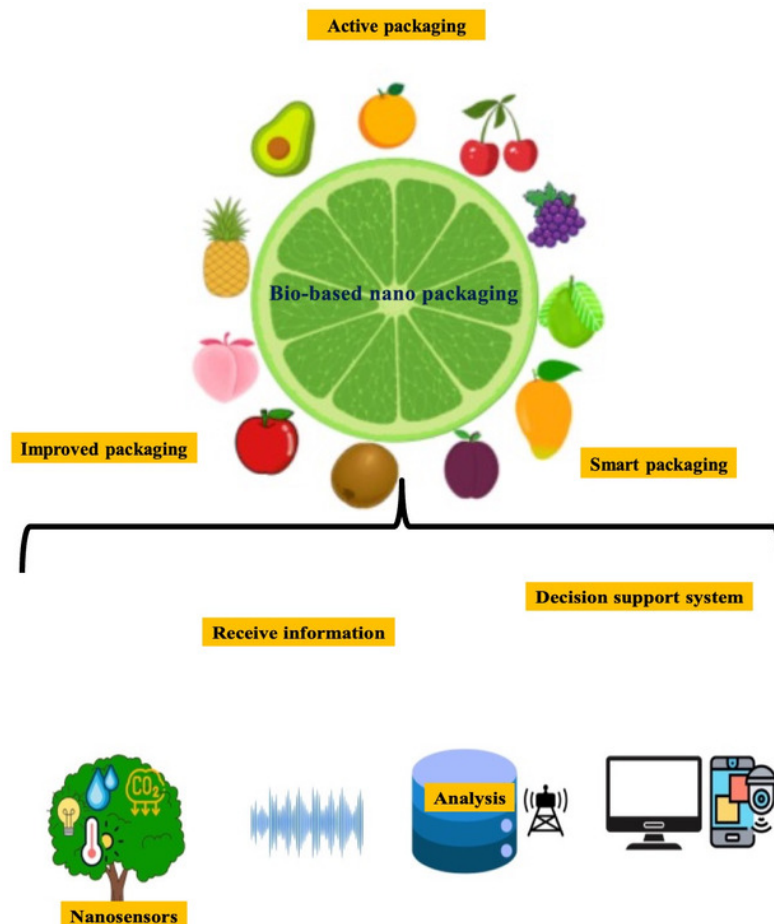 Active packaging
Bio-based nano packaging
Improved packaging
Smart packaging
Decision support system
Receive information
CO2
Analysis
Nanosensors